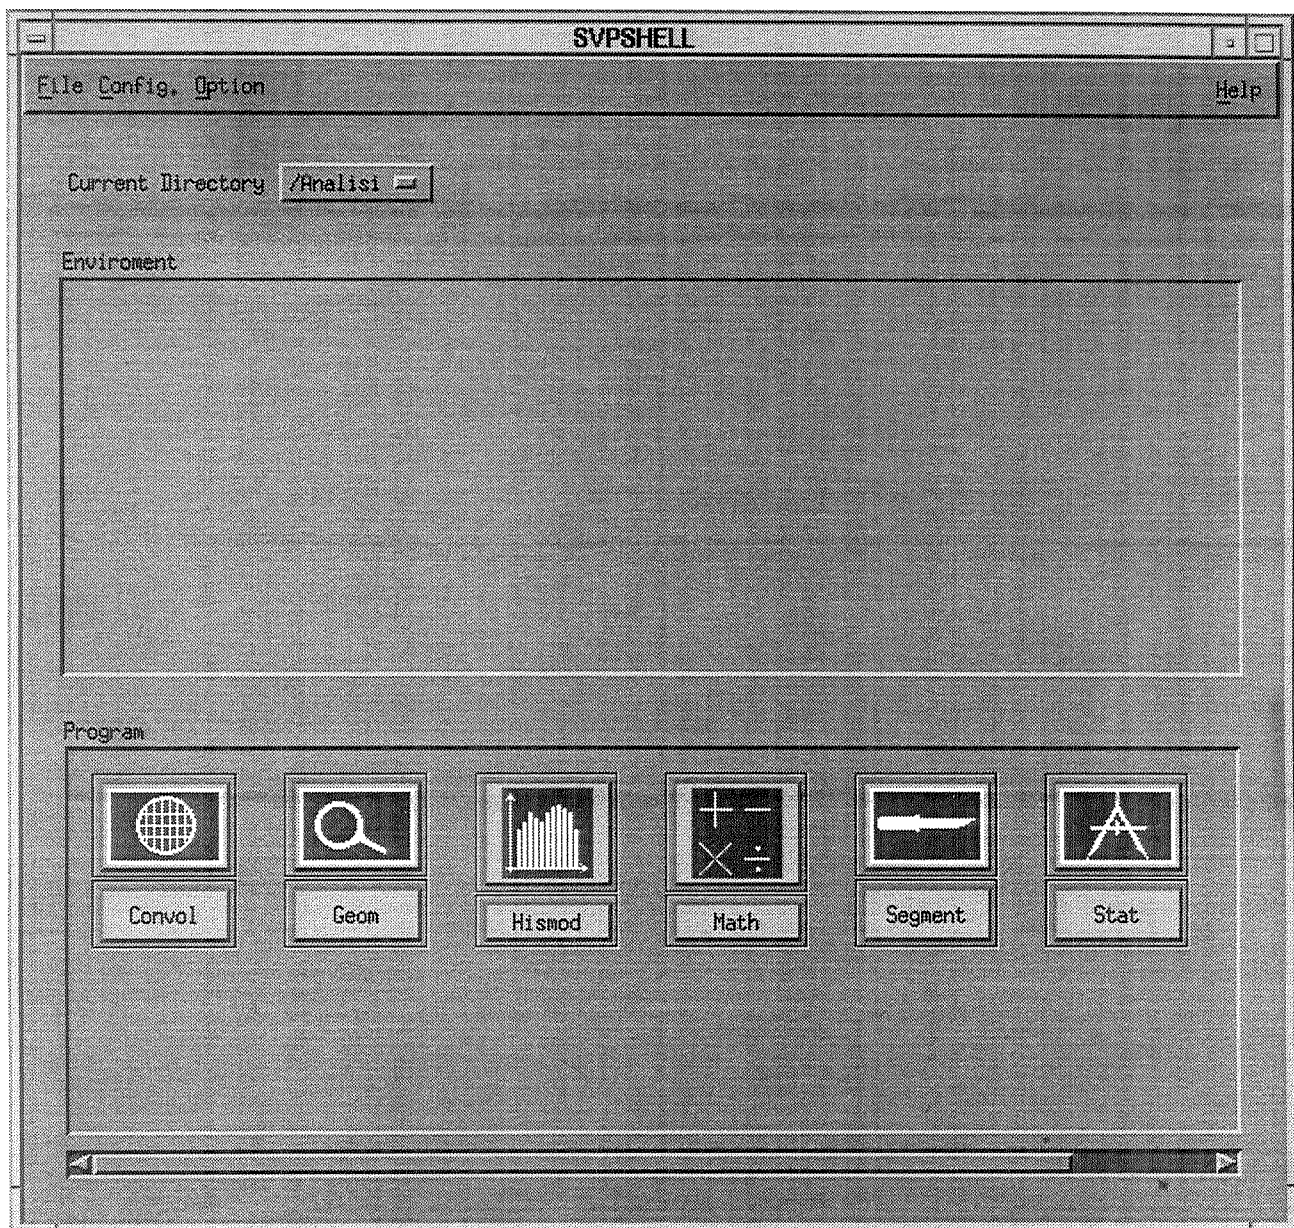 SVPSHELL
File Config. Option Help
Current Directory /Analisi
Enviroment
Program
Convol Geom Hismod Math Segment Stat